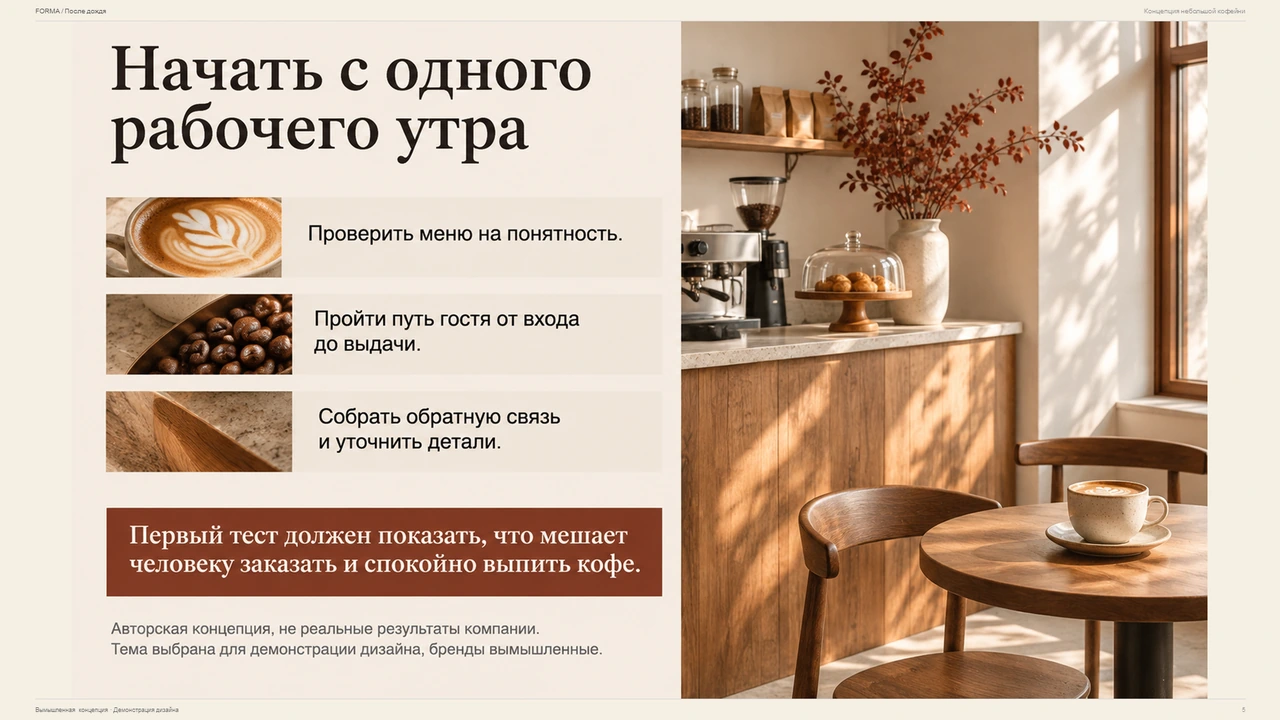 FORMA / После дождя
Концепция небольшой кофейни
Начать с одного
рабочего утра
Проверить меню на понятность.
Пройти путь гостя от входа
до выдачи.
Собрать обратную связь
и уточнить детали.
Первый тест должен показать, что мешает
человеку заказать и спокойно выпить кофе.
Авторская концепция, не реальные результаты компании.
Тема выбрана для демонстрации дизайна, бренды вымышленные.
Вымышленная концепция · Демонстрация дизайна
5